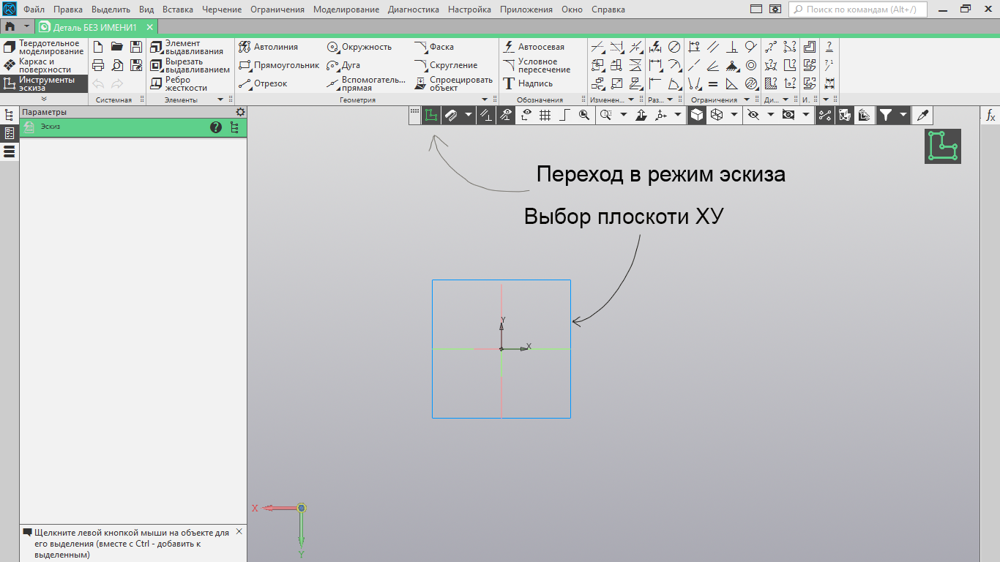 Файл Правка Выделить Вид Вставка Черчение Ограничения Моделирование Диагностика Настройка Приложения Окно Справка
Поиск по командам (Alt+/)
Деталь БЕЗ ИМЕНИ1
Твердотельное
моделирование
Каркас и
поверхности
Инструменты
эскиза
Системная
Элемент
выдавливания
Вырезать
выдавливанием
Ребро
жесткости
Элементы
Автолиния
Окружность
Фаска
Прямоугольник
Дуга
Скругление
Отрезок
Вспомогатель...
прямая
Спроецировать
объект
Геометрия
Автоосевая
Условное
пересечение
Надпись
Обозначения
Изменен...
Раз...
Ограничения
Ди...
И.
Параметры
Эскиз
fx
Переход в режим эскиза
Выбор плоскоти ХУ
Y
X
X
Y
Щелкните левой кнопкой мыши на объекте для
его выделения (вместе с Ctrl - добавить к
выделенным)